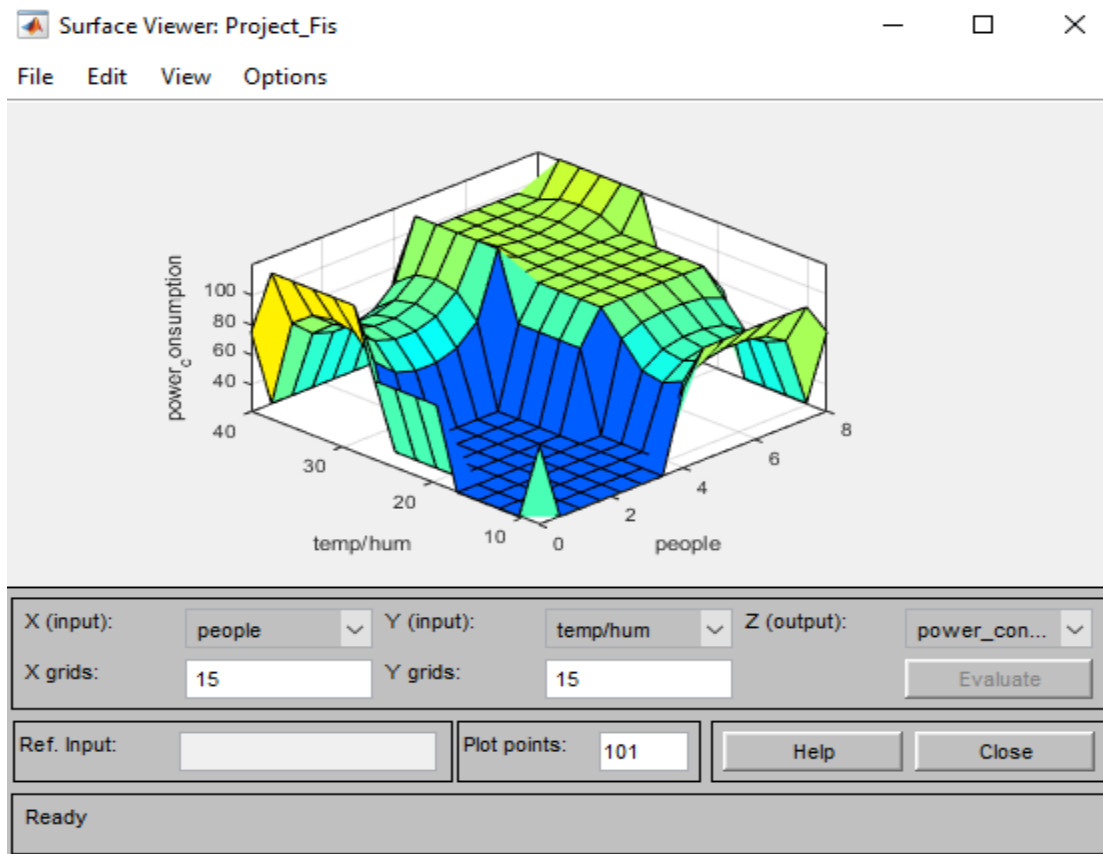 Surface Viewer: Project_Fis
File Edit View Options
power_consumption
100
80
60
40
40
30
20
10
temp/hum
0
2
4
6
8
people
X (input): people Y (input): temp/hum Z (output): power_con...
X grids: 15 Y grids: 15 Evaluate
Ref. Input: Plot points: 101 Help Close
Ready